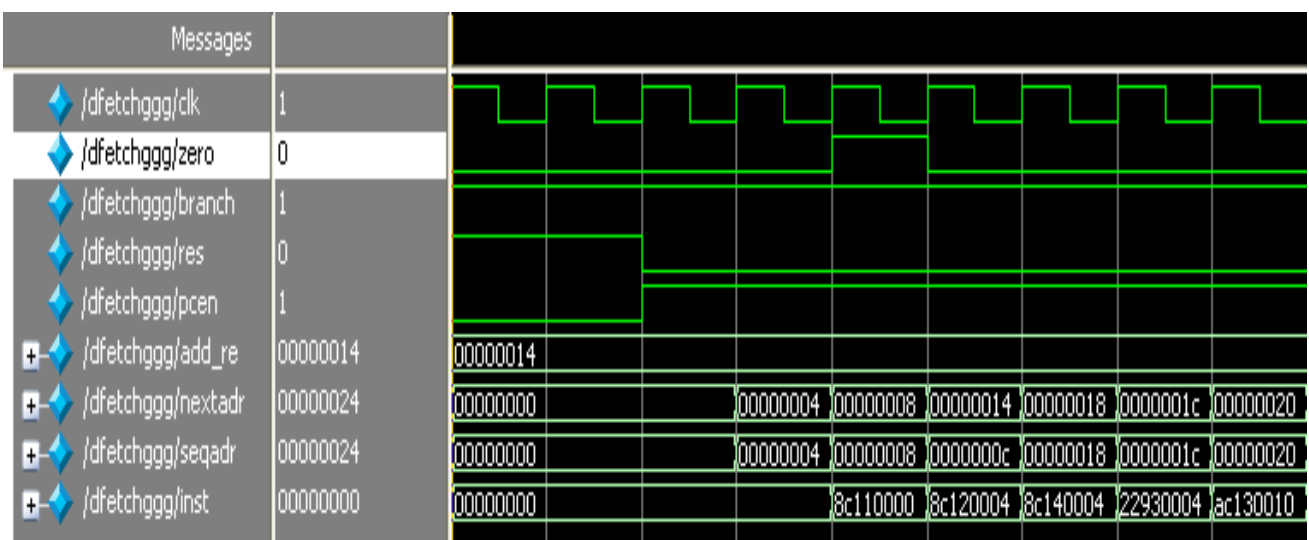 Messages
/dfetchggg/clk 1
/dfetchggg/zero 0
/dfetchggg/branch 1
/dfetchggg/res 0
/dfetchggg/pcen 1
/dfetchggg/add_re 00000014 00000014
/dfetchggg/nextadr 00000024 00000000 00000004 00000008 00000014 00000018 0000001c 00000020
/dfetchggg/seqadr 00000024 00000000 00000004 00000008 0000000c 00000018 0000001c 00000020
/dfetchggg/inst 00000000 00000000 8c110000 8c120004 8c140004 22930004 ac130010